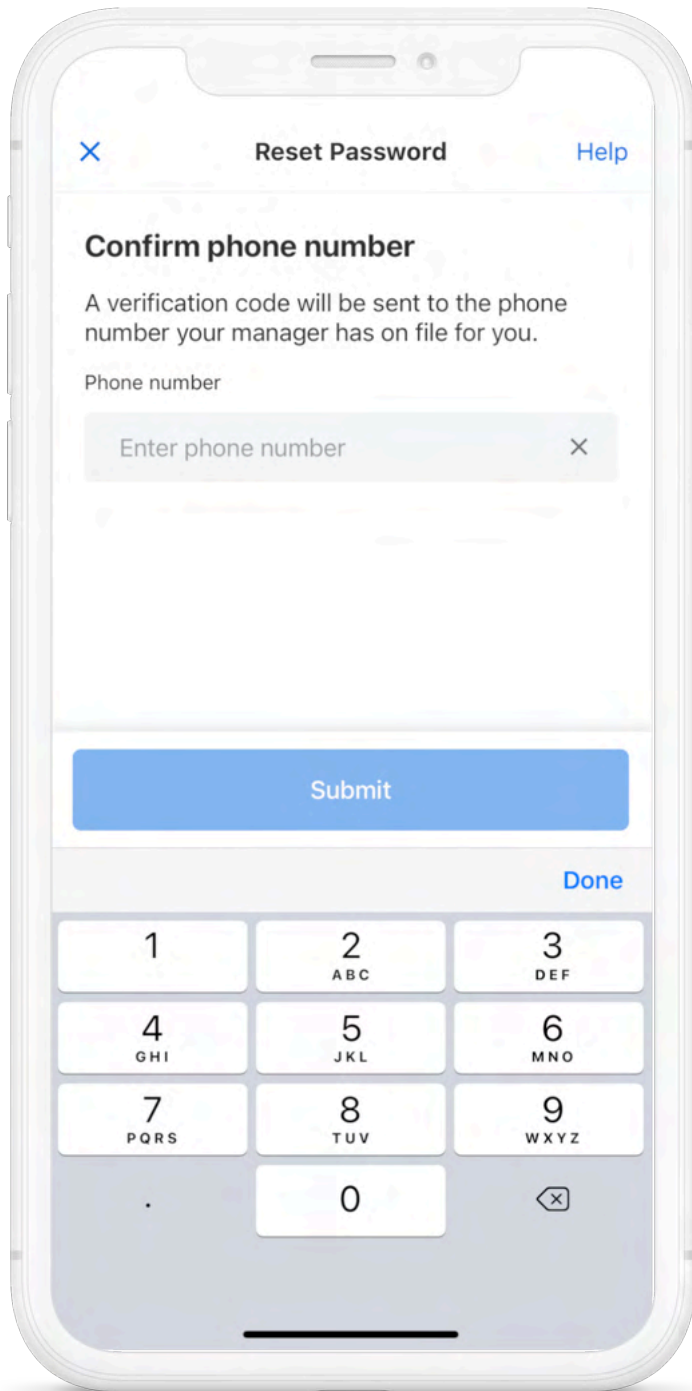 Reset Password
Help
Confirm phone number
A verification code will be sent to the phone
number your manager has on file for you.
Phone number
Enter phone number
Submit
Done
1
2
3
ABC
DEF
4
5
6
GHI
JKL
MNO
7
8
9
PQRS
TUV
WXYZ
.
0